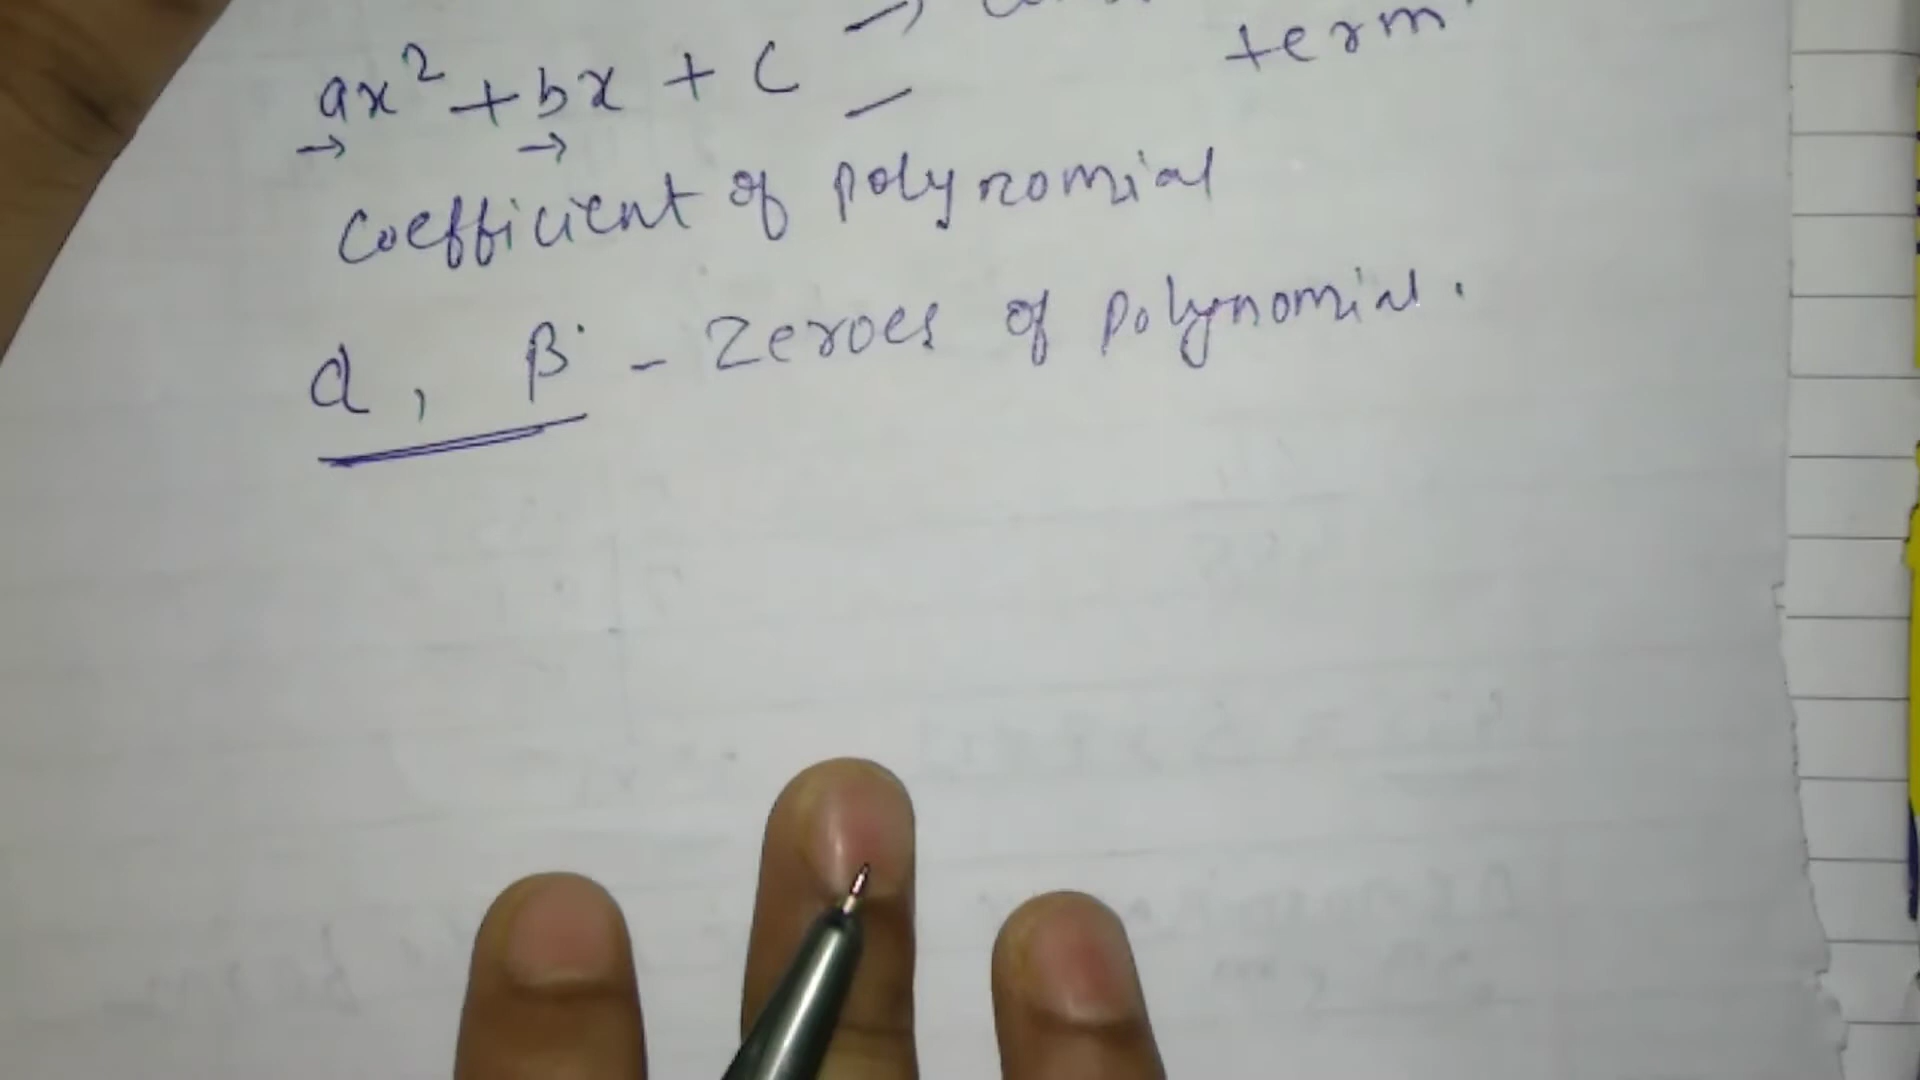 ax² + bx + c →
term
Coefficient of polynomial
α, β - Zeroes of polynomial.